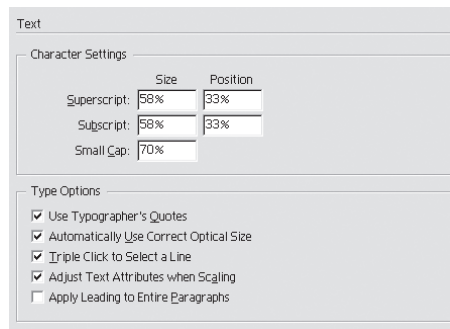 Text
Character Settings
Size Position
Superscript: 58% 33%
Subscript: 58% 33%
Small Cap: 70%
Type Options
Use Typographer's Quotes
Automatically Use Correct Optical Size
Triple Click to Select a Line
Adjust Text Attributes when Scaling
Apply Leading to Entire Paragraphs